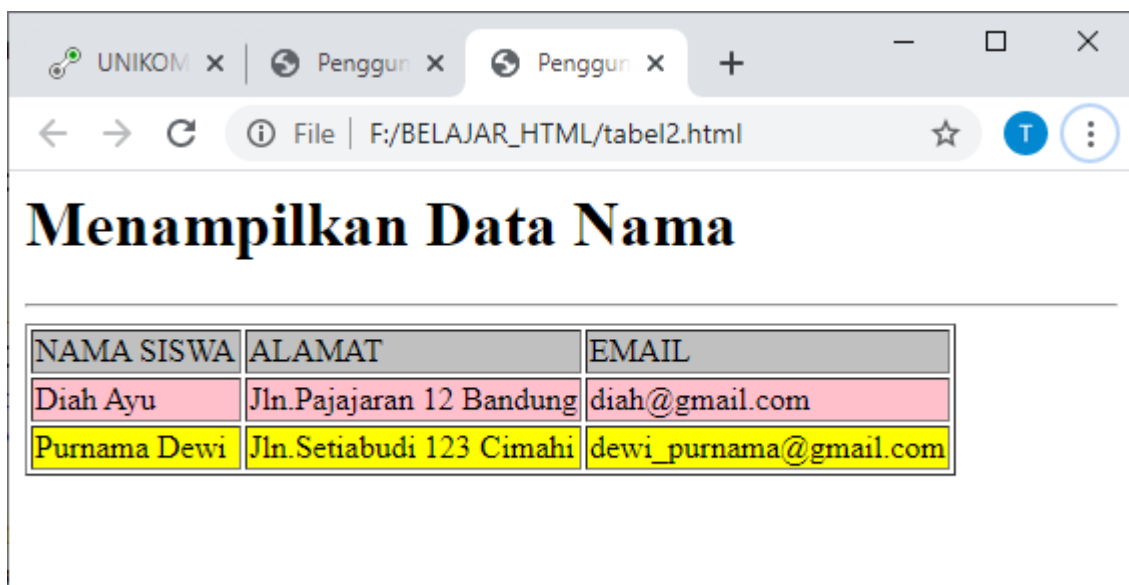 UNIKOM Penggun Penggun
File F:/BELAJAR_HTML/tabel2.html T
Menampilkan Data Nama
NAMA SISWA ALAMAT EMAIL
Diah Ayu Jln.Pajajaran 12 Bandung diah@gmail.com
Purnama Dewi Jln.Setiabudi 123 Cimahi dewi_purnama@gmail.com